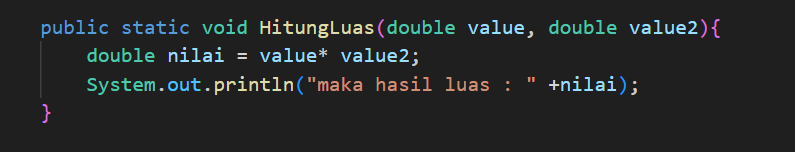 public static void HitungLuas(double value, double value2){
double nilai = value* value2;
System.out.println("maka hasil luas : " +nilai);
}